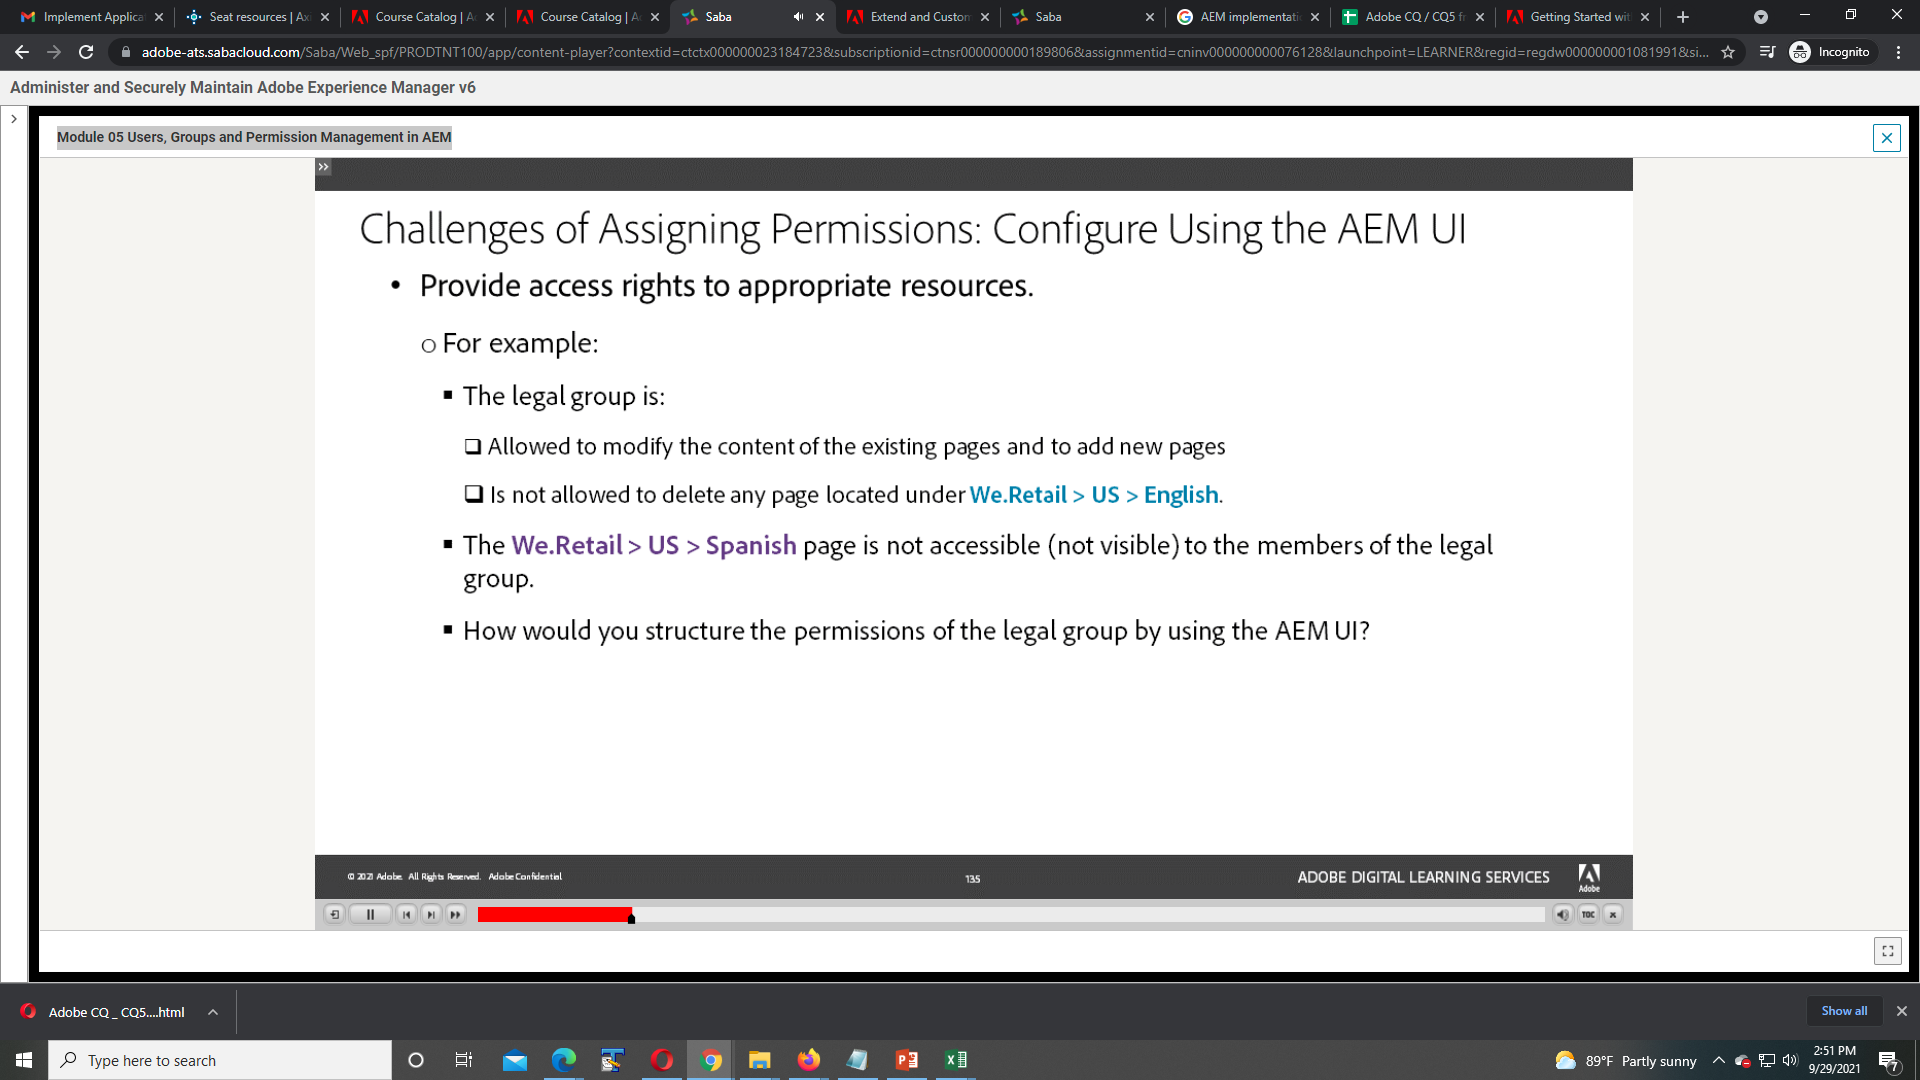 Implement Applica
Seat resources | Ax
Course Catalog | A
Course Catalog | A
Saba
Extend and Custom
Saba
AEM implementati
Adobe CQ / CQ5 fr
Getting Started wit
adobe-ats.sabacloud.com/Saba/Web_spf/PRODTNT100/app/content-player?contextid=ctctx000000023184723&subscriptionid=ctnsr000000000189806&assignmentid=cninv000000000076128&launchpoint=LEARNER&regid=regdw000000001081991&si...
Incognito
Administer and Securely Maintain Adobe Experience Manager v6
Module 05 Users, Groups and Permission Management in AEM
Challenges of Assigning Permissions: Configure Using the AEM UI
• Provide access rights to appropriate resources.
o For example:
▪ The legal group is:
❑ Allowed to modify the content of the existing pages and to add new pages
❑ Is not allowed to delete any page located under We.Retail > US > English.
▪ The We.Retail > US > Spanish page is not accessible (not visible) to the members of the legal
group.
▪ How would you structure the permissions of the legal group by using the AEM UI?
© 2021 Adobe. All Rights Reserved. Adobe Confidential
135
ADOBE DIGITAL LEARNING SERVICES
Adobe
TOC
Adobe CQ _ CQ5....html
Show all
Type here to search
89°F Partly sunny
2:51 PM
9/29/2021
7